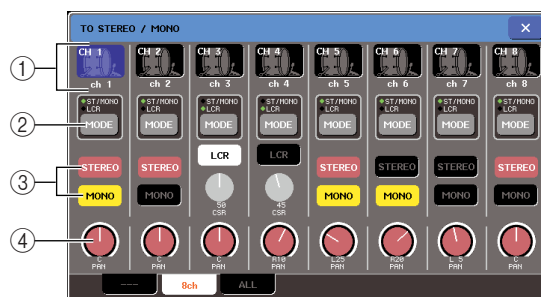 TO STEREO / MONO
×
CH 1 CH 2 CH 3 CH 4 CH 5 CH 6 CH 7 CH 8
① ch 1 ch 2 ch 3 ch 4 ch 5 ch 6 ch 7 ch 8
ST/MONO ST/MONO ST/MONO ST/MONO ST/MONO ST/MONO ST/MONO ST/MONO
LCR LCR LCR LCR LCR LCR LCR LCR
② MODE MODE MODE MODE MODE MODE MODE MODE
LCR LCR
③ STEREO STEREO STEREO STEREO STEREO STEREO
MONO MONO MONO MONO MONO MONO
50 45
CSR CSR
④ C C C R10 L25 R20 L 5 C
PAN PAN PAN PAN PAN PAN PAN PAN
--- 8ch ALL